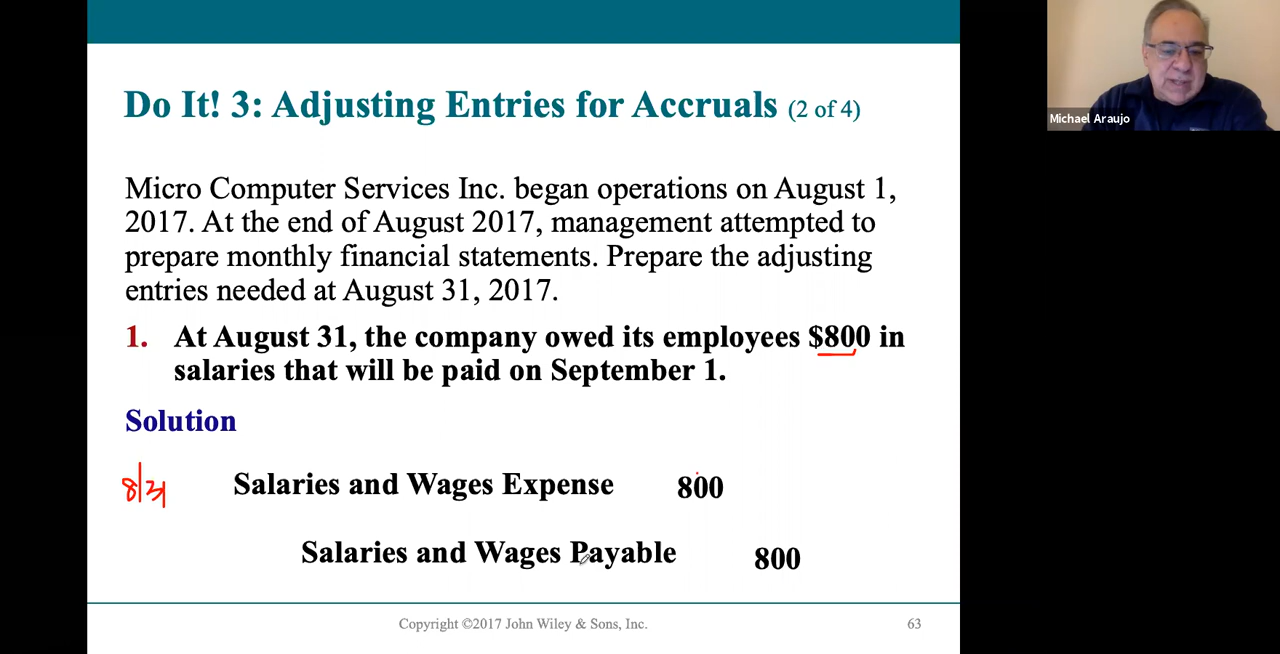 Do It! 3: Adjusting Entries for Accruals (2 of 4)
Michael Araujo
Micro Computer Services Inc. began operations on August 1,
2017. At the end of August 2017, management attempted to
prepare monthly financial statements. Prepare the adjusting
entries needed at August 31, 2017.
1. At August 31, the company owed its employees $800 in
salaries that will be paid on September 1.
Solution
8/31 Salaries and Wages Expense 800
Salaries and Wages Payable 800
Copyright ©2017 John Wiley & Sons, Inc. 63